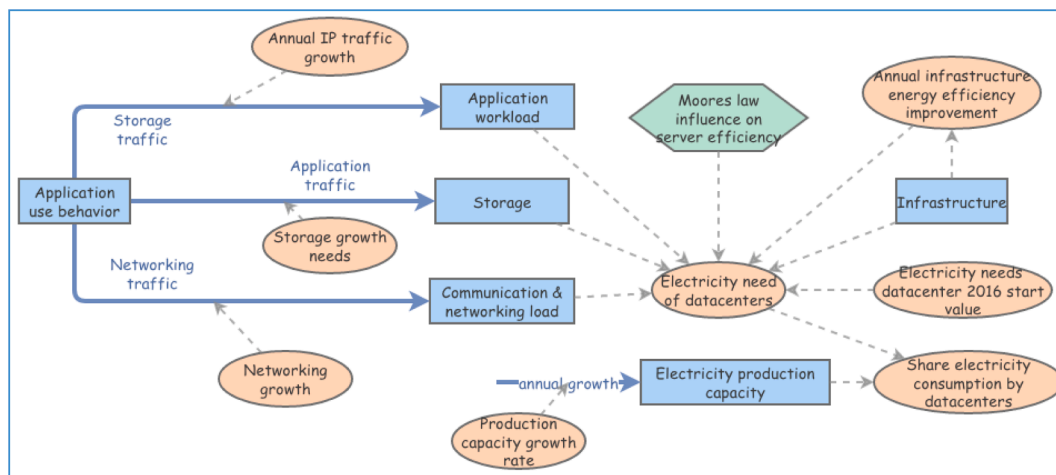 Annual IP traffic
growth
Annual infrastructure
energy efficiency
improvement
Moores law
influence on
server efficiency
Application
workload
Storage
traffic
Application
traffic
Application
use behavior
Storage
Infrastructure
Storage growth
needs
Networking
traffic
Electricity need
of datacenters
Electricity needs
datacenter 2016 start
value
Communication &
networking load
Networking
growth
annual growth
Electricity production
capacity
Share electricity
consumption by
datacenters
Production
capacity growth
rate